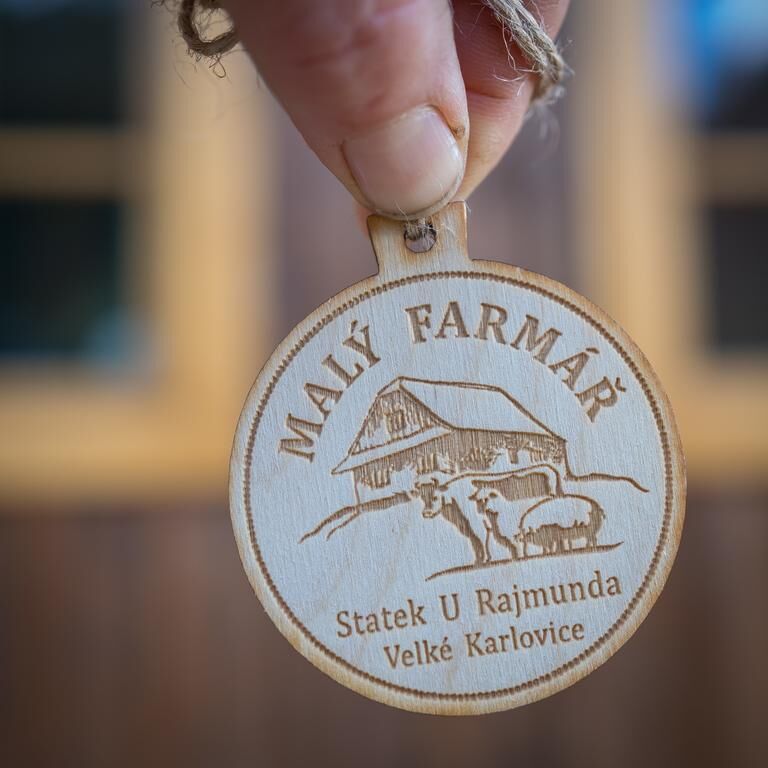 MALÝ FARMÁŘ
Statek U Rajmunda
Velké Karlovice